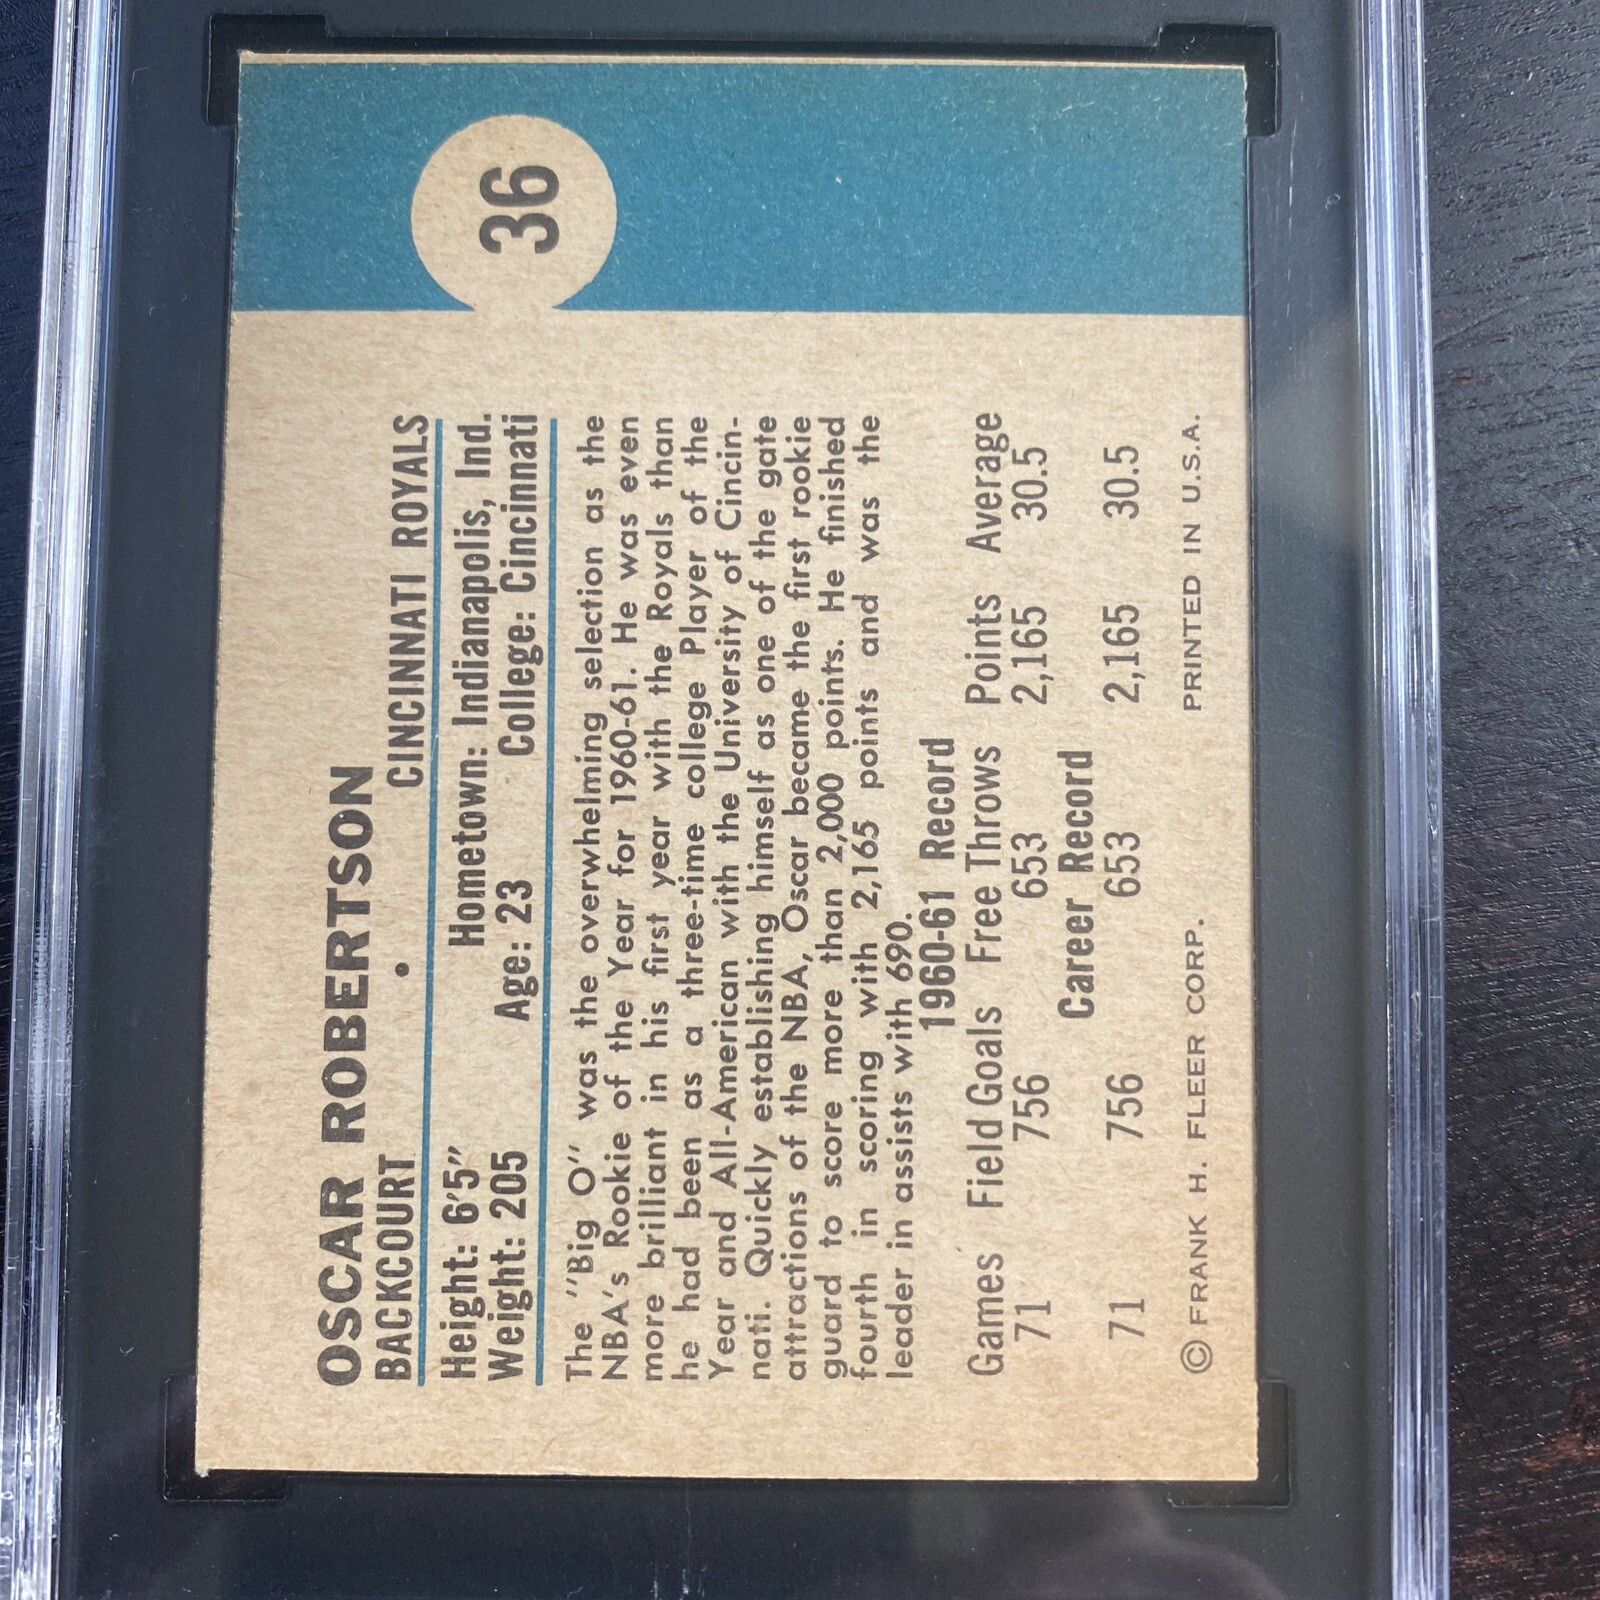 36
OSCAR ROBERTSON
BACKCOURT • CINCINNATI ROYALS
Height: 6'5" Hometown: Indianapolis, Ind.
Weight: 205 Age: 23 College: Cincinnati
The "Big O" was the overwhelming selection as the
NBA's Rookie of the Year for 1960-61. He was even
more brilliant in his first year with the Royals than
he had been as a three-time college Player of the
Year and All-American with the University of Cincin-
nati. Quickly establishing himself as one of the gate
attractions of the NBA, Oscar became the first rookie
guard to score more than 2,000 points. He finished
fourth in scoring with 2,165 points and was the
leader in assists with 690.
1960-61 Record
Games Field Goals Free Throws Points Average
71 756 653 2,165 30.5
Career Record
71 756 653 2,165 30.5
© FRANK H. FLEER CORP. PRINTED IN U.S.A.